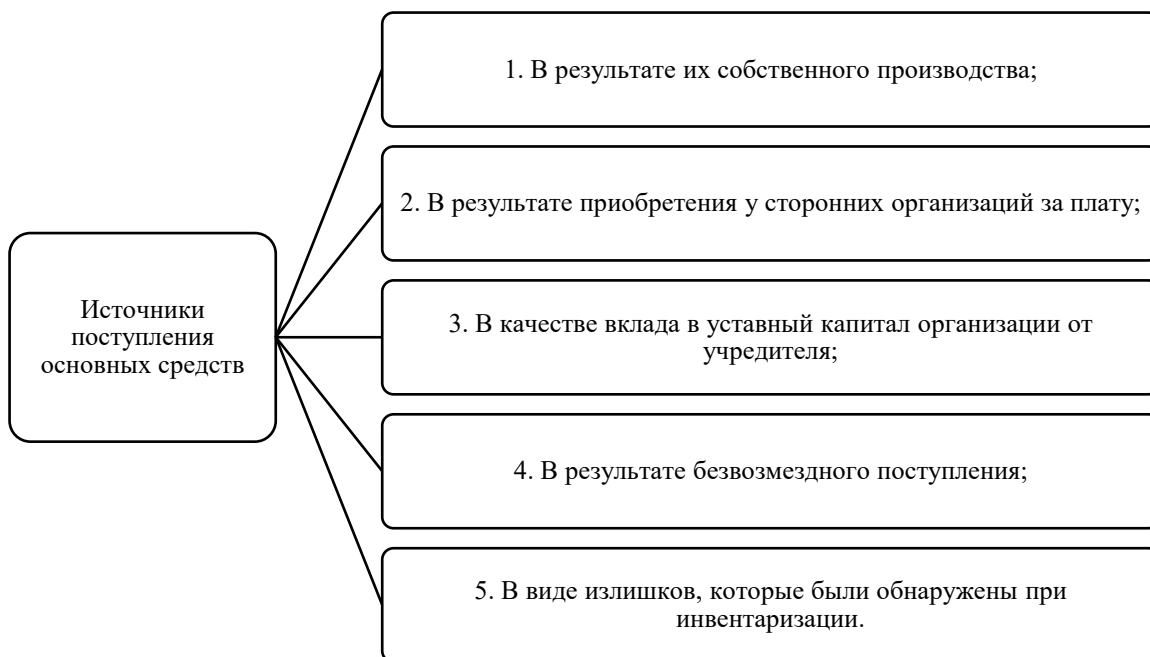 Источники
поступления
основных средств
1. В результате их собственного производства;
2. В результате приобретения у сторонних организаций за плату;
3. В качестве вклада в уставный капитал организации от
учредителя;
4. В результате безвозмездного поступления;
5. В виде излишков, которые были обнаружены при
инвентаризации.